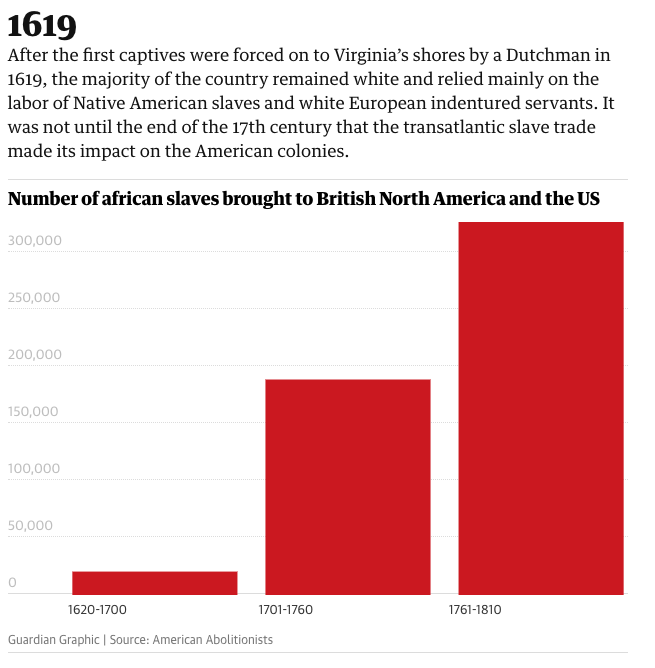 1619
After the first captives were forced on to Virginia’s shores by a Dutchman in
1619, the majority of the country remained white and relied mainly on the
labor of Native American slaves and white European indentured servants. It
was not until the end of the 17th century that the transatlantic slave trade
made its impact on the American colonies.
Number of african slaves brought to British North America and the US
300,000
250,000
200,000
150,000
100,000
50,000
0
1620-1700
1701-1760
1761-1810
Guardian Graphic | Source: American Abolitionists